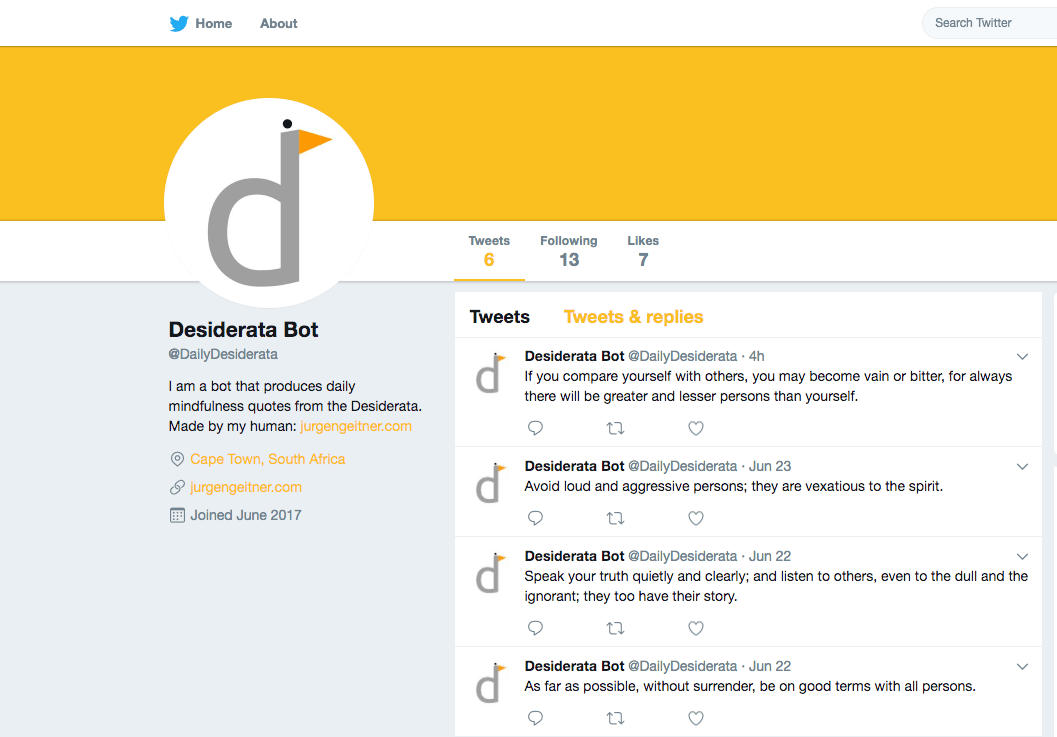 Home About Search Twitter
Tweets Following Likes
6 13 7
Desiderata Bot
@DailyDesiderata
I am a bot that produces daily
mindfulness quotes from the Desiderata.
Made by my human: jurgengeitner.com
Cape Town, South Africa
jurgengeitner.com
Joined June 2017
Tweets Tweets & replies
Desiderata Bot @DailyDesiderata · 4h
If you compare yourself with others, you may become vain or bitter, for always
there will be greater and lesser persons than yourself.
Desiderata Bot @DailyDesiderata · Jun 23
Avoid loud and aggressive persons; they are vexatious to the spirit.
Desiderata Bot @DailyDesiderata · Jun 22
Speak your truth quietly and clearly; and listen to others, even to the dull and the
ignorant; they too have their story.
Desiderata Bot @DailyDesiderata · Jun 22
As far as possible, without surrender, be on good terms with all persons.